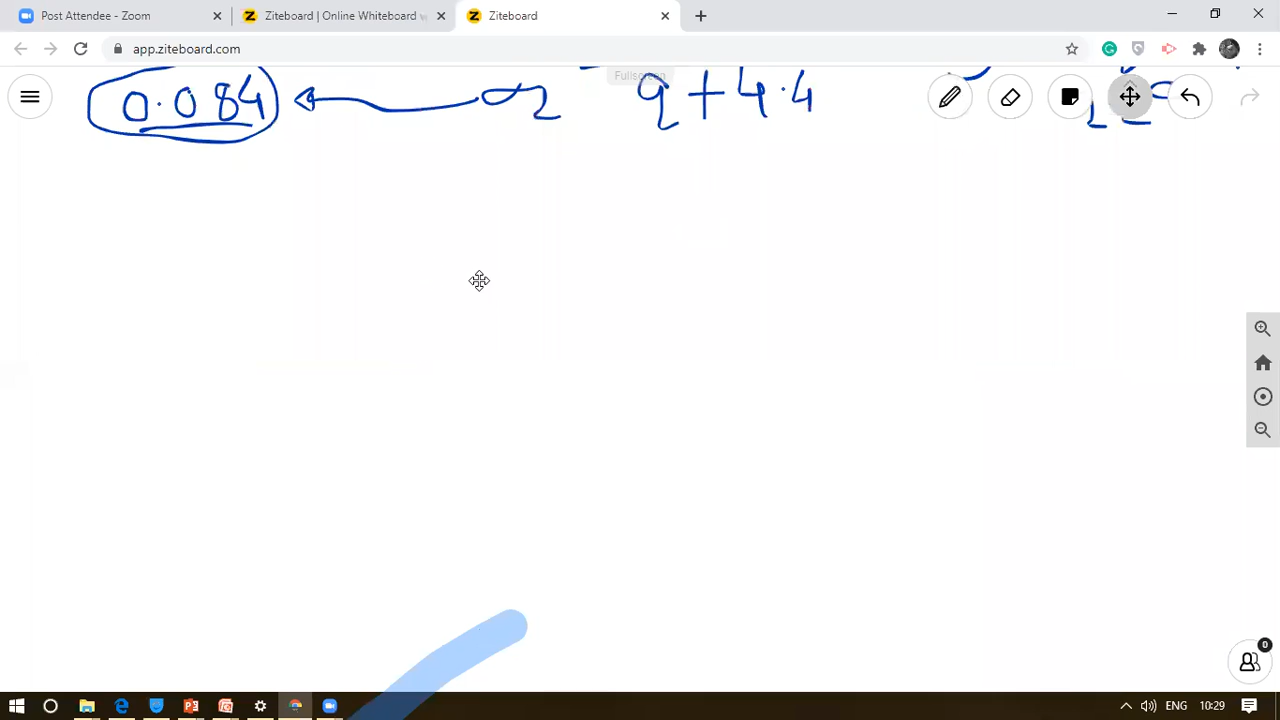 Post Attendee - Zoom
Ziteboard | Online Whiteboard
Ziteboard
app.ziteboard.com
Fullscreen
0.084
9 + 4.4
0
ENG
10:29